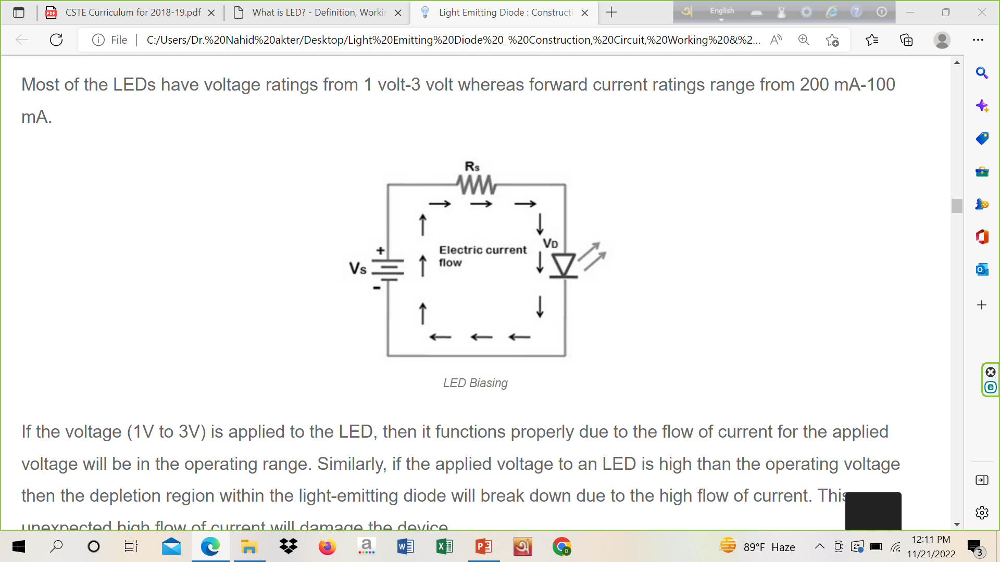 CSTE Curriculum for 2018-19.pdf
What is LED? - Definition, Workin
Light Emitting Diode : Constructi
অ
English
File
C:/Users/Dr.%20Nahid%20akter/Desktop/Light%20Emitting%20Diode%20_%20Construction,%20Circuit,%20Working%20&%2...
Most of the LEDs have voltage ratings from 1 volt-3 volt whereas forward current ratings range from 200 mA-100
mA.
Rs
+
Vs
-
Electric current
flow
VD
LED Biasing
If the voltage (1V to 3V) is applied to the LED, then it functions properly due to the flow of current for the applied
voltage will be in the operating range. Similarly, if the applied voltage to an LED is high than the operating voltage
then the depletion region within the light-emitting diode will break down due to the high flow of current. This
unexpected high flow of current will damage the device
89°F Haze
12:11 PM
11/21/2022
3